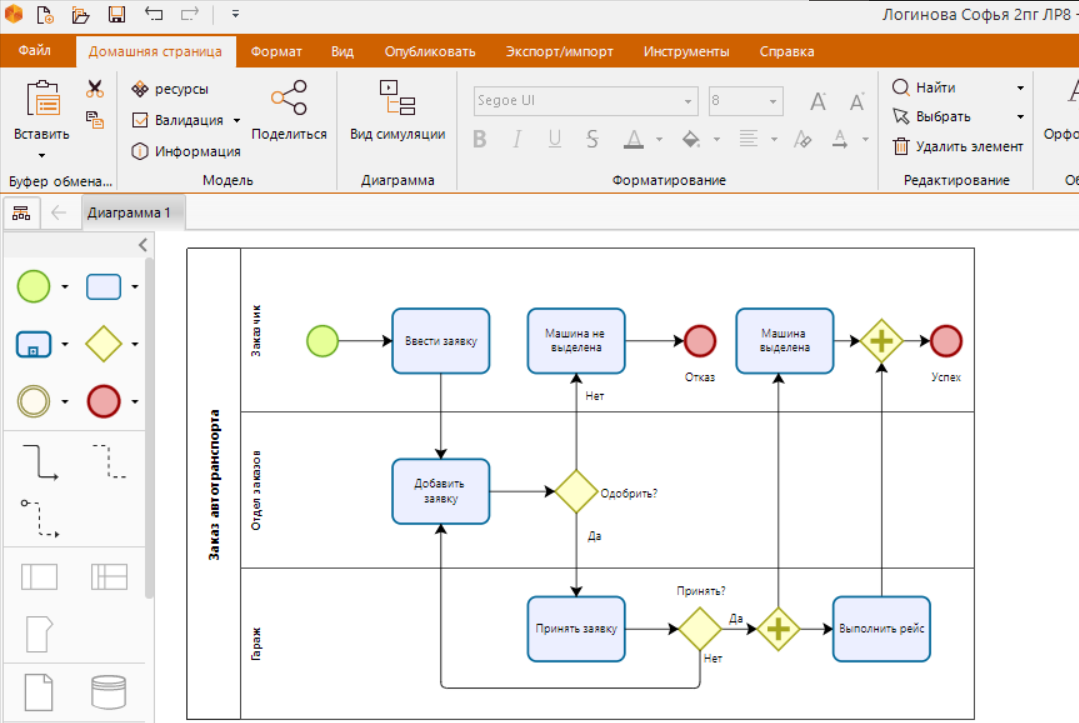 Логинова Софья 2пг ЛР8 -
Файл
Домашняя страница
Формат
Вид
Опубликовать
Экспорт/импорт
Инструменты
Справка
Вставить
ресурсы
Валидация
Информация
Поделиться
Вид симуляции
Segoe UI
8
B I U S A
Найти
Выбрать
Удалить элемент
Орфо
Буфер обмена...
Модель
Диаграмма
Форматирование
Редактирование
Об
Диаграмма 1
Заказ автотранспорта
Заказчик
Ввести заявку
Машина не
выделена
Отказ
Машина
выделена
Успех
Нет
Отдел заказов
Добавить
заявку
Одобрить?
Да
Гараж
Принять заявку
Принять?
Да
Нет
Выполнить рейс